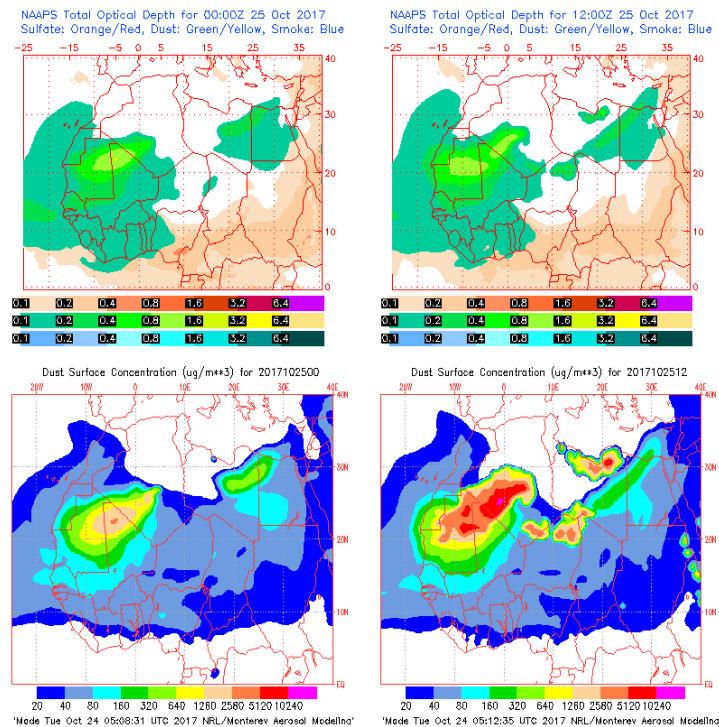 NAAPS Total Optical Depth for 00:00Z 25 Oct 2017
Sulfate: Orange/Red, Dust: Green/Yellow, Smoke: Blue
-25 -15 -5 0 5 15 25 35
40
30
20
10
0
0.1 0.2 0.4 0.8 1.6 3.2 6.4
0.1 0.2 0.4 0.8 1.6 3.2 6.4
0.1 0.2 0.4 0.8 1.6 3.2 6.4
NAAPS Total Optical Depth for 12:00Z 25 Oct 2017
Sulfate: Orange/Red, Dust: Green/Yellow, Smoke: Blue
-25 -15 -5 0 5 15 25 35
40
30
20
10
0
0.1 0.2 0.4 0.8 1.6 3.2 6.4
0.1 0.2 0.4 0.8 1.6 3.2 6.4
0.1 0.2 0.4 0.8 1.6 3.2 6.4
Dust Surface Concentration (ug/m**3) for 2017102500
20W 10W 0 10E 20E 30E 40E
40N
30N
20N
10N
EQ
20 40 80 160 320 640 1280 2560 5120 10240
'Made Tue Oct 24 05:08:31 UTC 2017 NRL/Monterey Aerosol Modeling'
Dust Surface Concentration (ug/m**3) for 2017102512
20W 10W 0 10E 20E 30E 40E
40N
30N
20N
10N
EQ
20 40 80 160 320 640 1280 2560 5120 10240
'Made Tue Oct 24 05:12:35 UTC 2017 NRL/Monterey Aerosol Modeling'